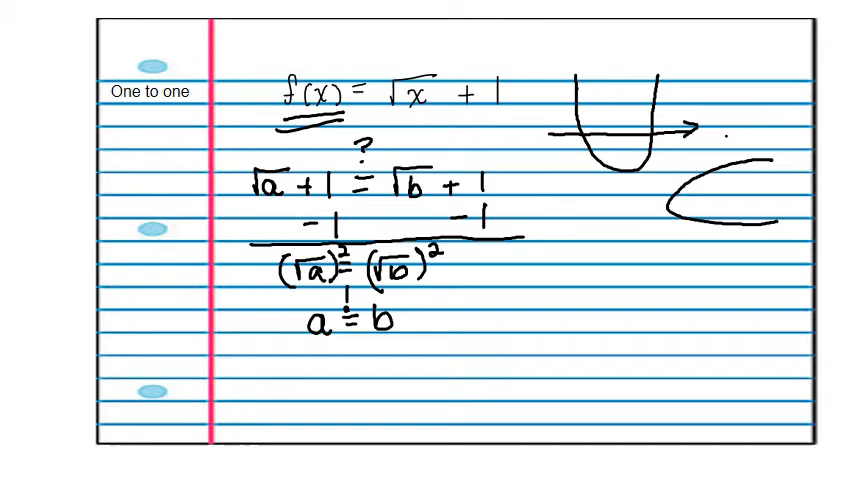 One to one
f(x) = √x + 1
?
√a + 1 = √b + 1
- 1 - 1
(√a)² = (√b)²
!
a = b